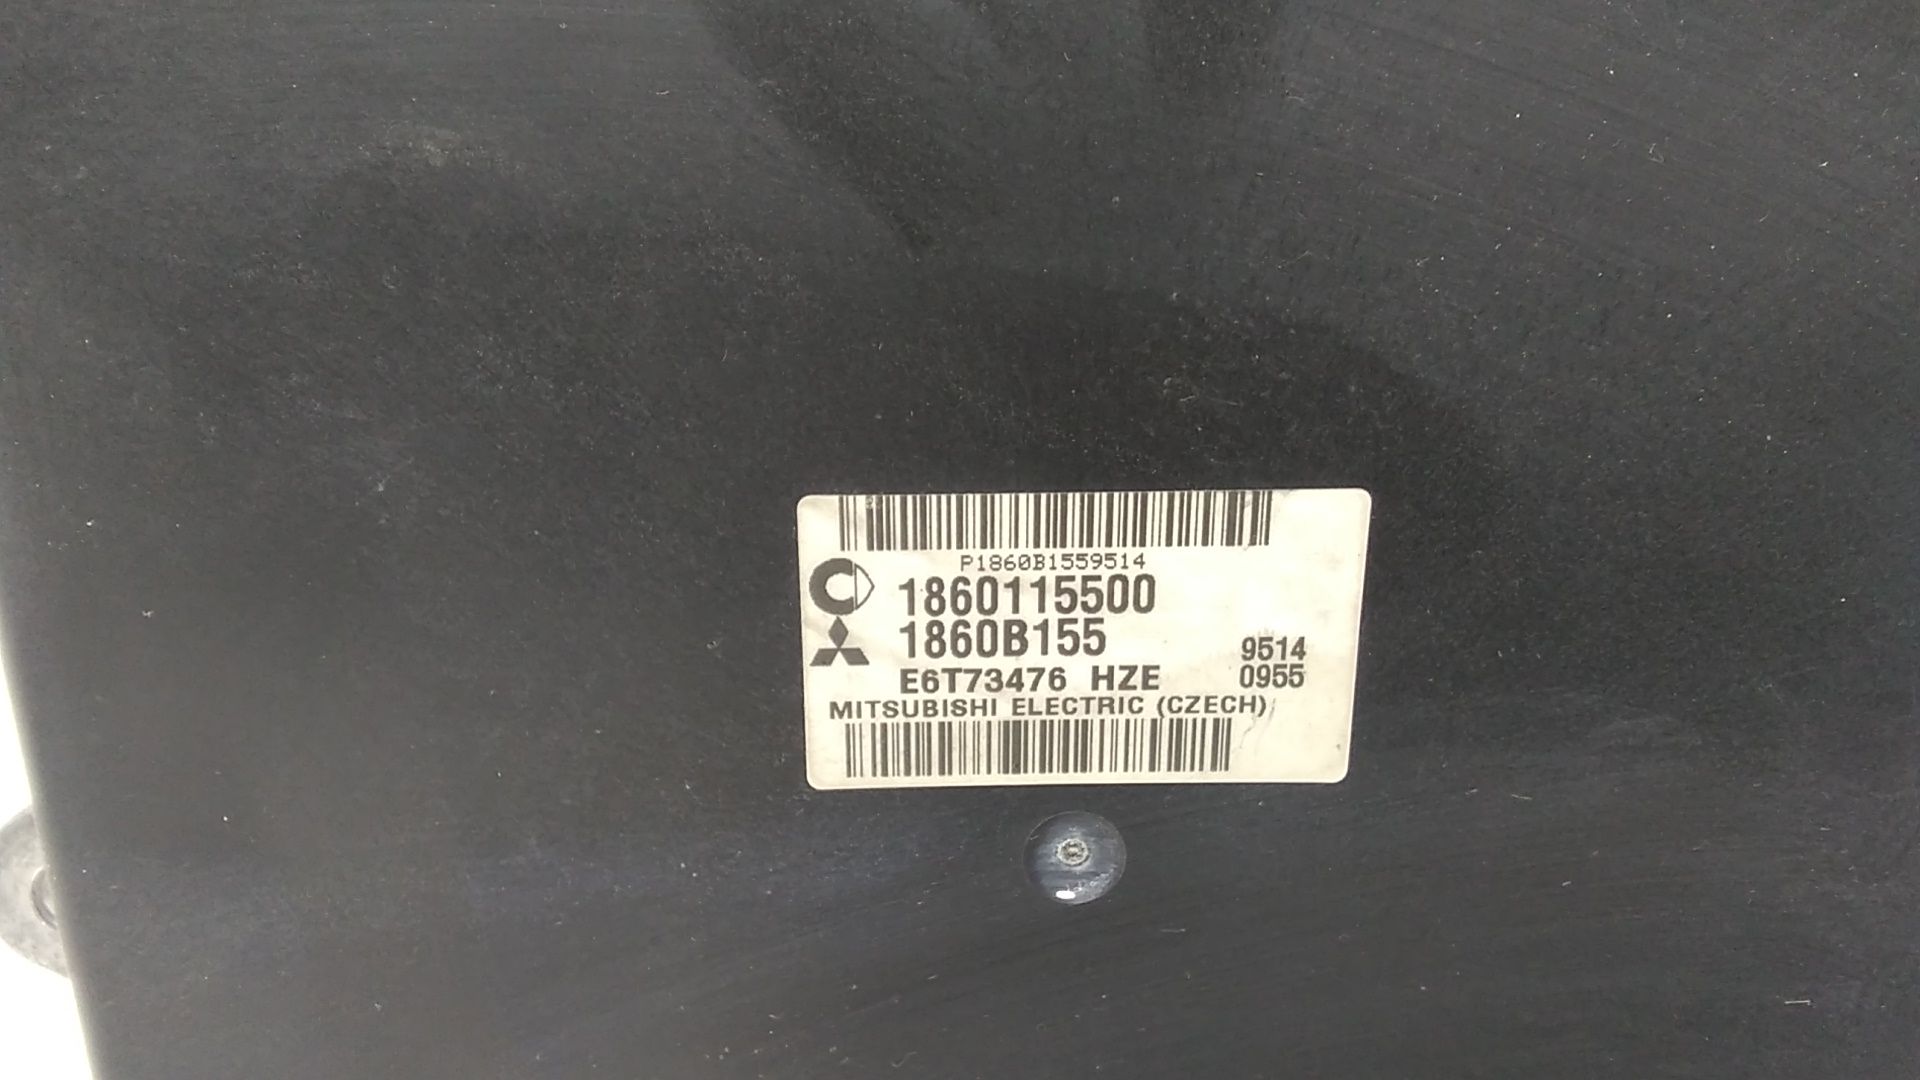 P1860B1559514
1860115500
1860B155
9514
E6T73476 HZE
0955
MITSUBISHI ELECTRIC (CZECH)